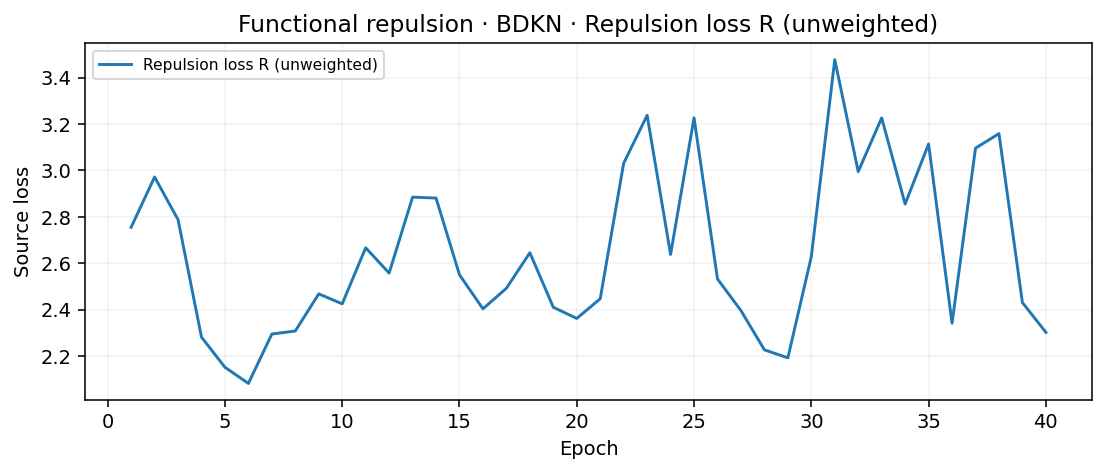 Functional repulsion · BDKN · Repulsion loss R (unweighted)
Repulsion loss R (unweighted)
Source loss
3.4
3.2
3.0
2.8
2.6
2.4
2.2
0 5 10 15 20 25 30 35 40
Epoch